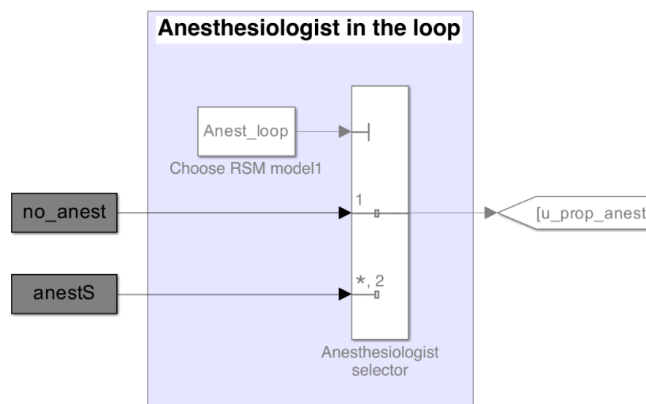 Anesthesiologist in the loop
Anest_loop
Choose RSM model1
no_anest
1
[u_prop_anest
anestS
*, 2
Anesthesiologist
selector